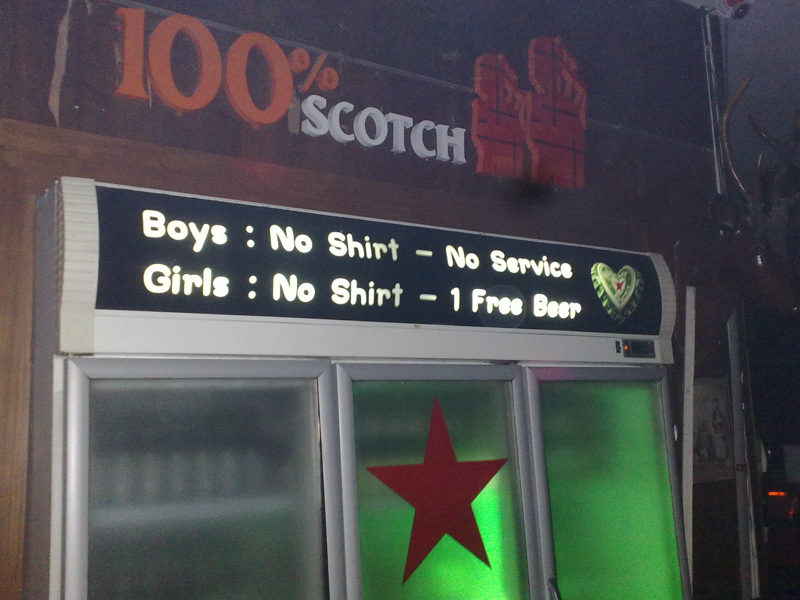 100%
SCOTCH
Boys : No Shirt – No Service
Girls : No Shirt – 1 Free Beer